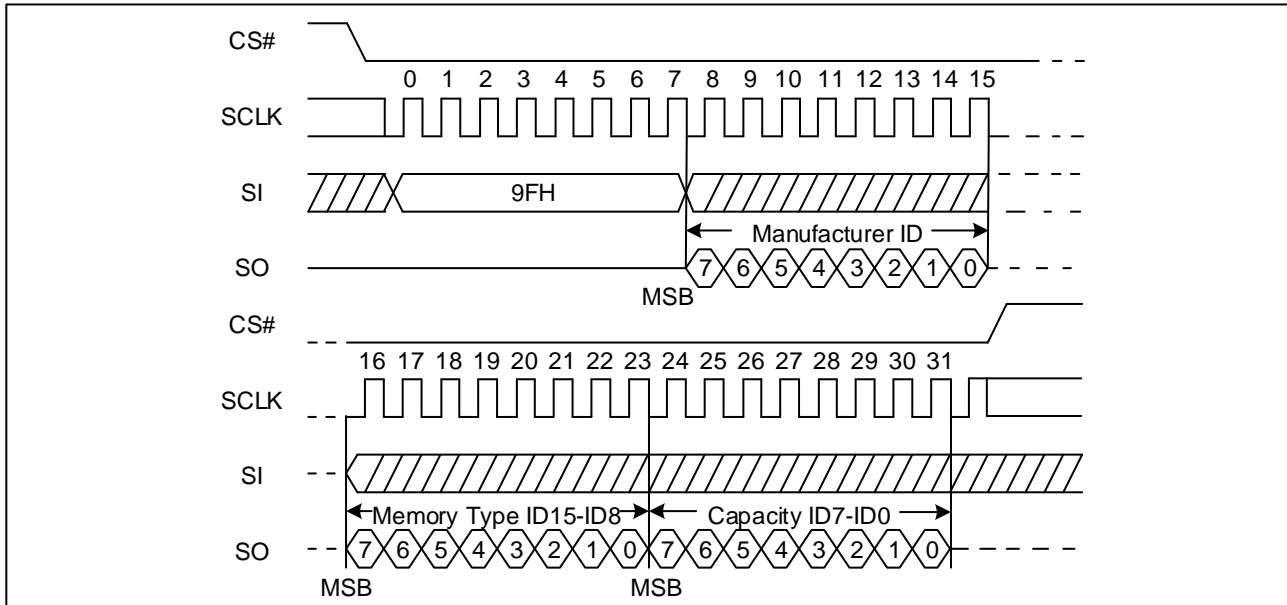 CS#
0 1 2 3 4 5 6 7 8 9 10 11 12 13 14 15
SCLK
SI 9FH
Manufacturer ID
SO 7 6 5 4 3 2 1 0
MSB
CS#
16 17 18 19 20 21 22 23 24 25 26 27 28 29 30 31
SCLK
SI
Memory Type ID15-ID8 Capacity ID7-ID0
SO 7 6 5 4 3 2 1 0 7 6 5 4 3 2 1 0
MSB MSB